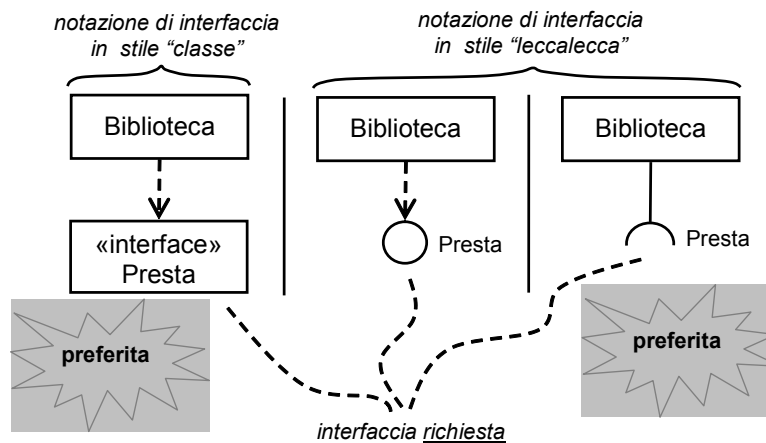 notazione di interfaccia
in stile “classe”
notazione di interfaccia
in stile “leccalecca”
Biblioteca
Biblioteca
Biblioteca
«interface»
Presta
Presta
Presta
preferita
preferita
interfaccia richiesta